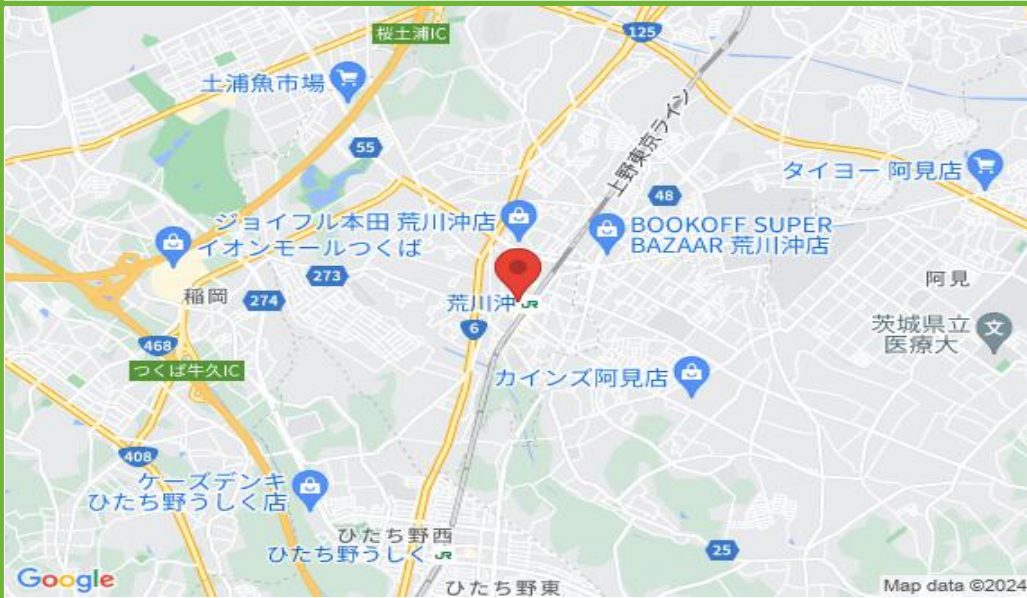 桜土浦IC
125
土浦魚市場
55
上野東京ライン
48
タイヨー 阿見店
ジョイフル本田 荒川沖店
イオンモールつくば
BOOKOFF SUPER
BAZAAR 荒川沖店
稲岡
274
273
荒川沖 JR
6
阿見
茨城県立
医療大
文
468
つくば牛久IC
カインズ阿見店
408
ケーズデンキ
ひたち野うしく店
ひたち野西
ひたち野うしく JR
25
ひたち野東
Google
Map data ©2024